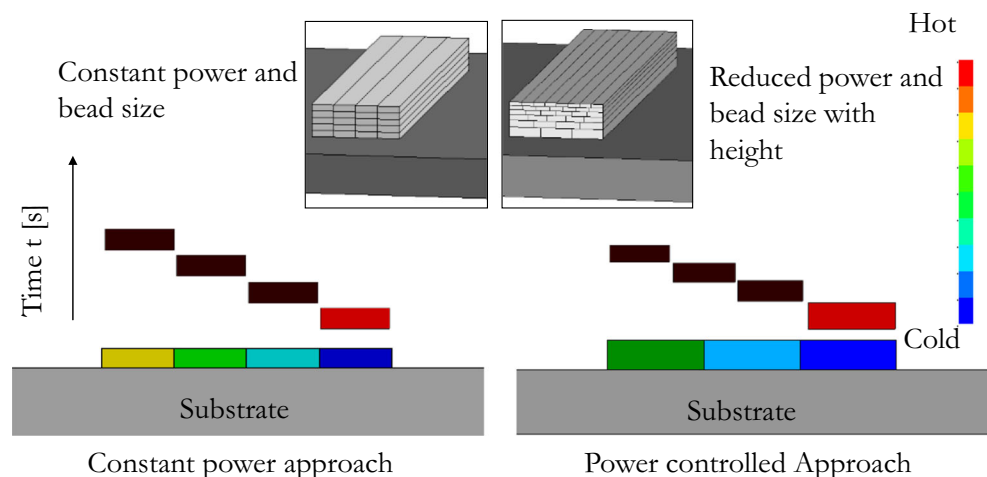 Constant power and
bead size
Hot
Reduced power and
bead size with
height
Time t [s]
Cold
Substrate
Substrate
Constant power approach
Power controlled Approach